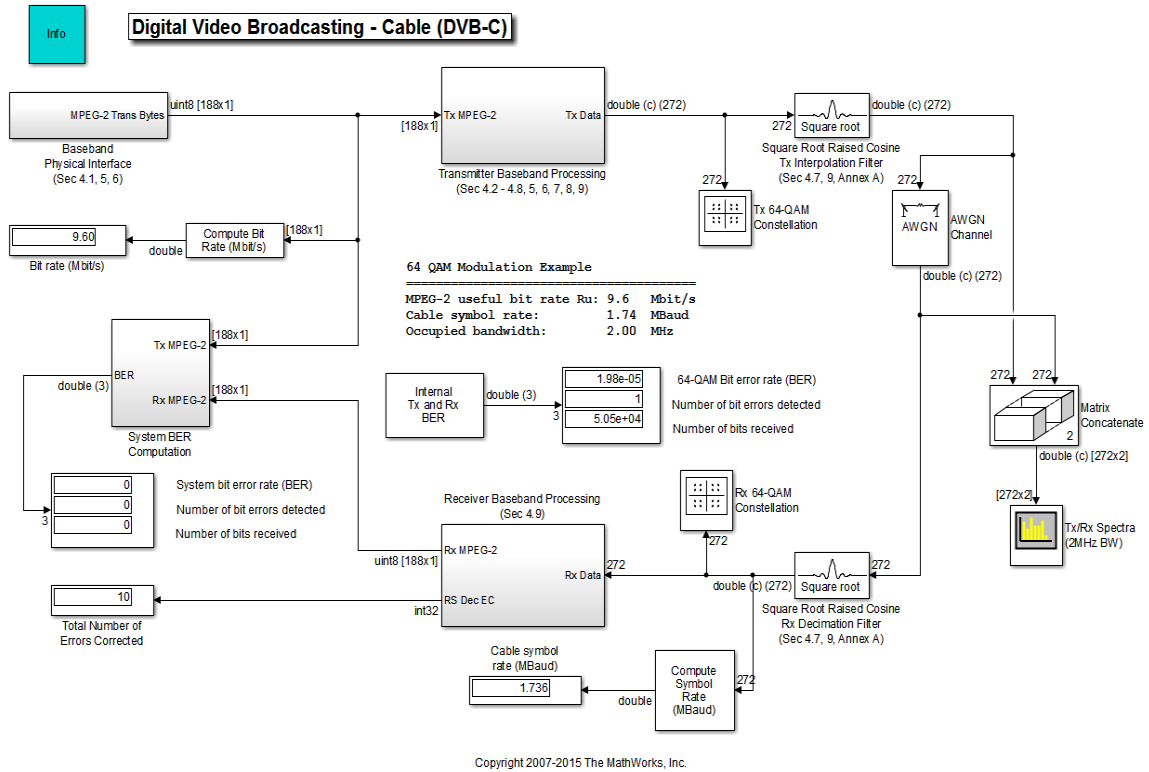 Info
Digital Video Broadcasting - Cable (DVB-C)
MPEG-2 Trans Bytes
uint8 [188x1]
Baseband
Physical Interface
(Sec 4.1, 5, 6)
[188x1]
Tx MPEG-2
Tx Data
double (c) (272)
Transmitter Baseband Processing
(Sec 4.2 - 4.8, 5, 6, 7, 8, 9)
272
Square root
double (c) (272)
Square Root Raised Cosine
Tx Interpolation Filter
(Sec 4.7, 9, Annex A)
272
Tx 64-QAM
Constellation
272
AWGN
AWGN
Channel
double (c) (272)
9.60
Bit rate (Mbit/s)
double
Compute Bit
Rate (Mbit/s)
[188x1]
64 QAM Modulation Example
========================================
MPEG-2 useful bit rate Ru: 9.6 Mbit/s
Cable symbol rate: 1.74 MBaud
Occupied bandwidth: 2.00 MHz
Tx MPEG-2
[188x1]
BER
double (3)
Rx MPEG-2
[188x1]
System BER
Computation
Internal
Tx and Rx
BER
double (3)
3
1.98e-05
1
5.05e+04
64-QAM Bit error rate (BER)
Number of bit errors detected
Number of bits received
272
272
2
Matrix
Concatenate
double (c) [272x2]
[272x2]
Tx/Rx Spectra
(2MHz BW)
3
0
0
0
System bit error rate (BER)
Number of bit errors detected
Number of bits received
Receiver Baseband Processing
(Sec 4.9)
Rx MPEG-2
uint8 [188x1]
Rx Data
272
RS Dec EC
int32
Rx 64-QAM
Constellation
272
double (c) (272)
Square root
272
Square Root Raised Cosine
Rx Decimation Filter
(Sec 4.7, 9, Annex A)
10
Total Number of
Errors Corrected
Cable symbol
rate (MBaud)
1.736
double
Compute
Symbol
Rate
(MBaud)
272
Copyright 2007-2015 The MathWorks, Inc.